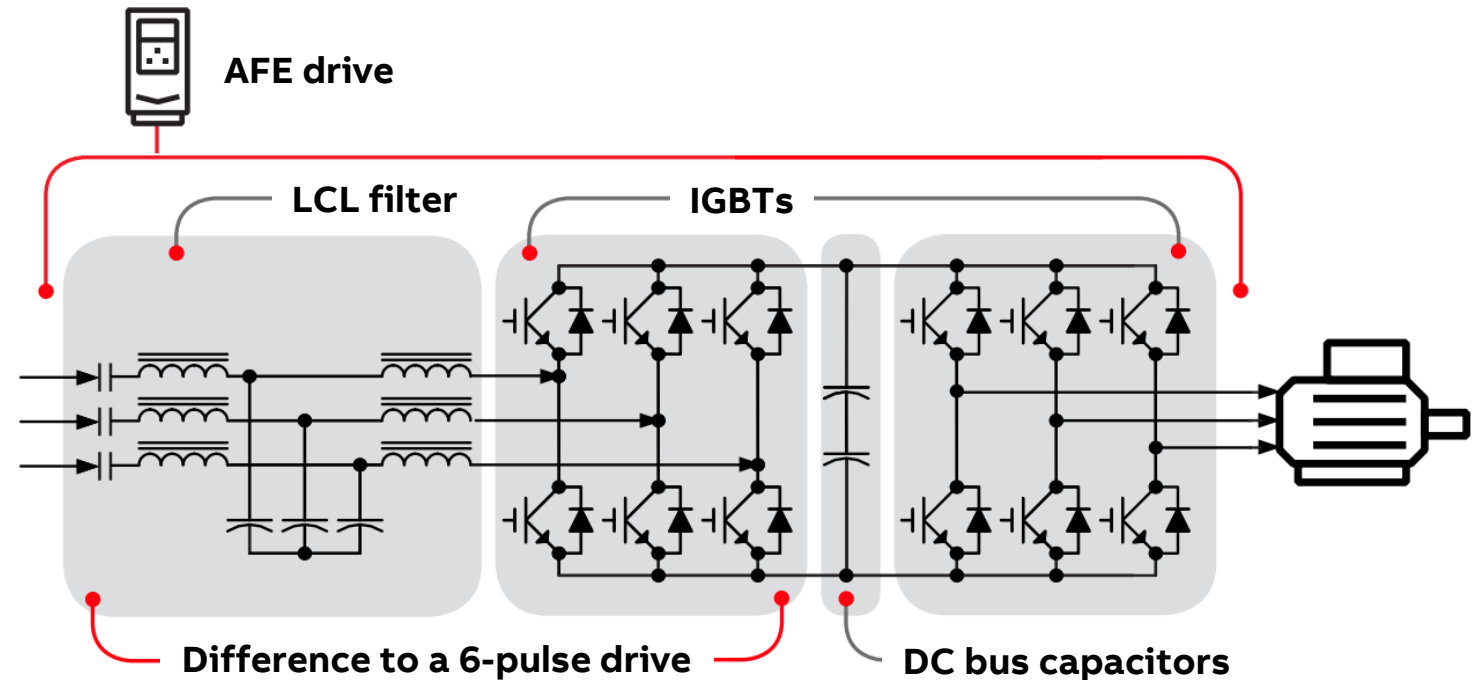 AFE drive
LCL filter
IGBTs
Difference to a 6-pulse drive
DC bus capacitors